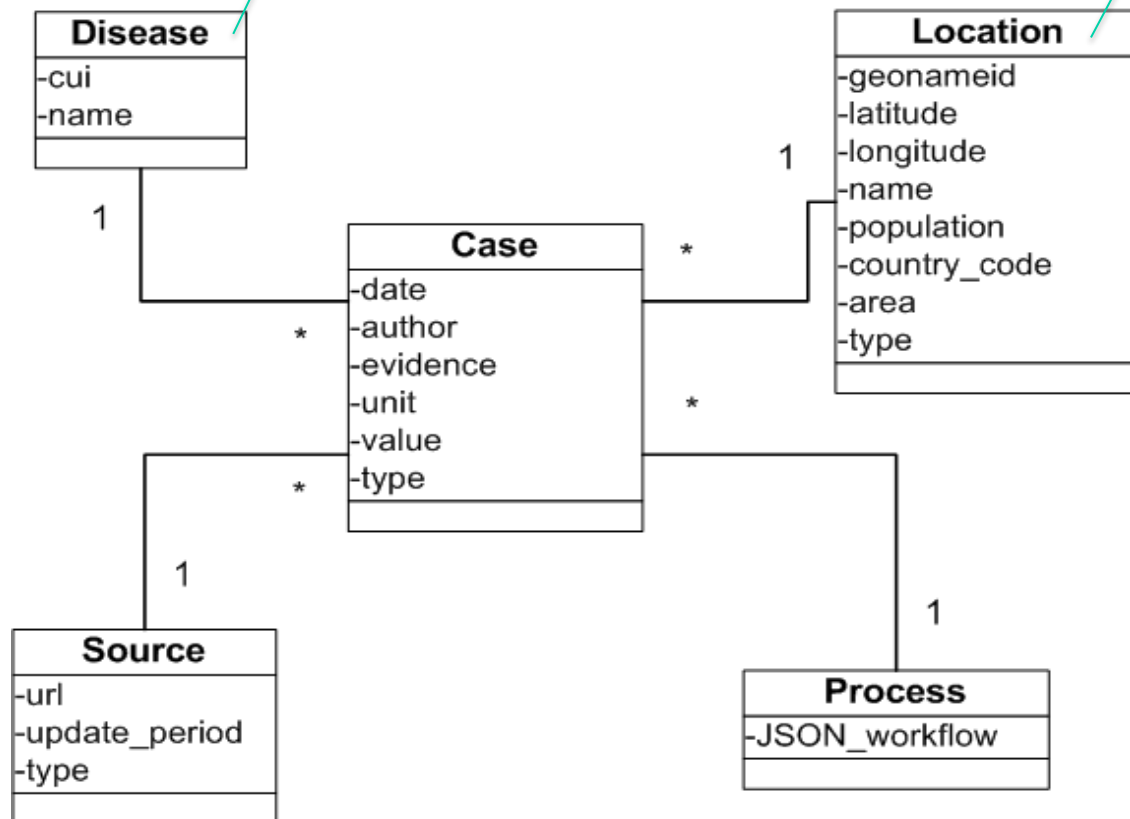 Disease
-cui
-name
1
Location
-geonameid
-latitude
-longitude
-name
-population
-country_code
-area
-type
1
*
Case
-date
-author
-evidence
-unit
-value
-type
*
*
*
1
Source
-url
-update_period
-type
1
Process
-JSON_workflow